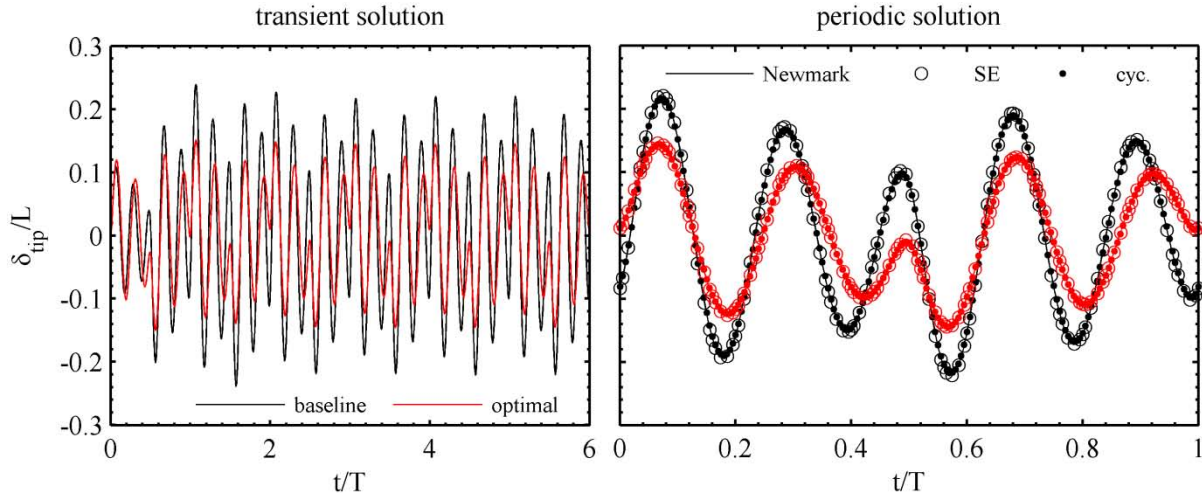 transient solution
periodic solution
δtip/L
0.3
0.2
0.1
0
-0.1
-0.2
-0.3
baseline
optimal
0
2
4
6
t/T
Newmark
SE
cyc.
0
0.2
0.4
0.6
0.8
1
t/T